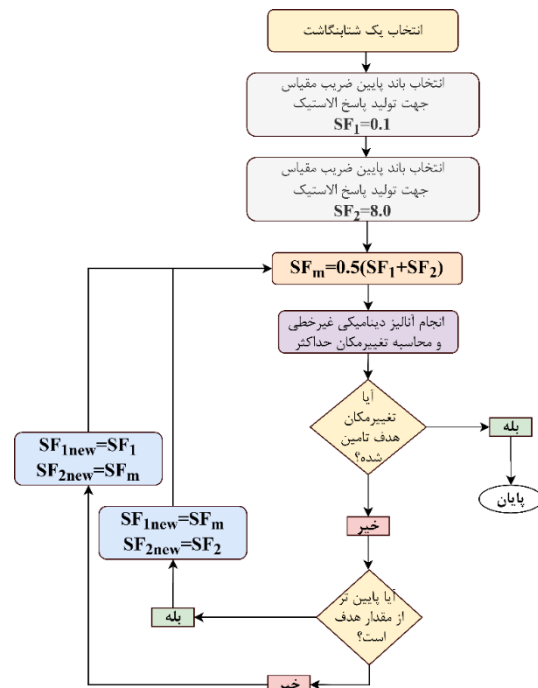 انتخاب یک شتابنگاشت
انتخاب باند پایین ضریب مقیاس
جهت تولید پاسخ الاستیک
SF1=0.1
انتخاب باند پایین ضریب مقیاس
جهت تولید پاسخ الاستیک
SF2=8.0
SFm=0.5(SF1+SF2)
انجام آنالیز دینامیکی غیرخطی
و محاسبه تغییرمکان حداکثر
آیا
تغییرمکان
هدف تامین
شده؟
بله
پایان
خیر
SF1new=SF1
SF2new=SFm
SF1new=SFm
SF2new=SF2
آیا پایین تر
از مقدار هدف
است؟
بله
خیر